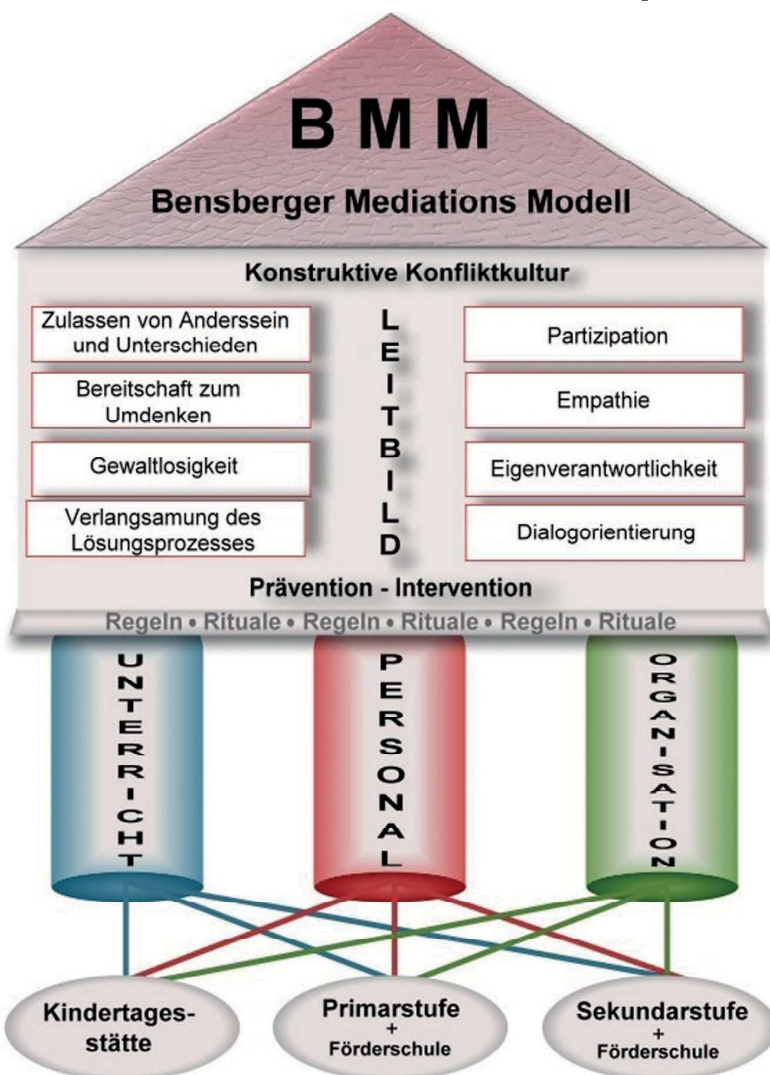 B M M
Bensberger Mediations Modell
Konstruktive Konfliktkultur
Zulassen von Anderssein
und Unterschieden
Bereitschaft zum
Umdenken
Gewaltlosigkeit
Verlangsamung des
Lösungsprozesses
LEITBILD
Partizipation
Empathie
Eigenverantwortlichkeit
Dialogorientierung
Prävention - Intervention
Regeln • Rituale • Regeln • Rituale • Regeln • Rituale
UNTERRICHT
PERSONAL
ORGANISATION
Kindertages-
stätte
Primarstufe
+
Förderschule
Sekundarstufe
+
Förderschule